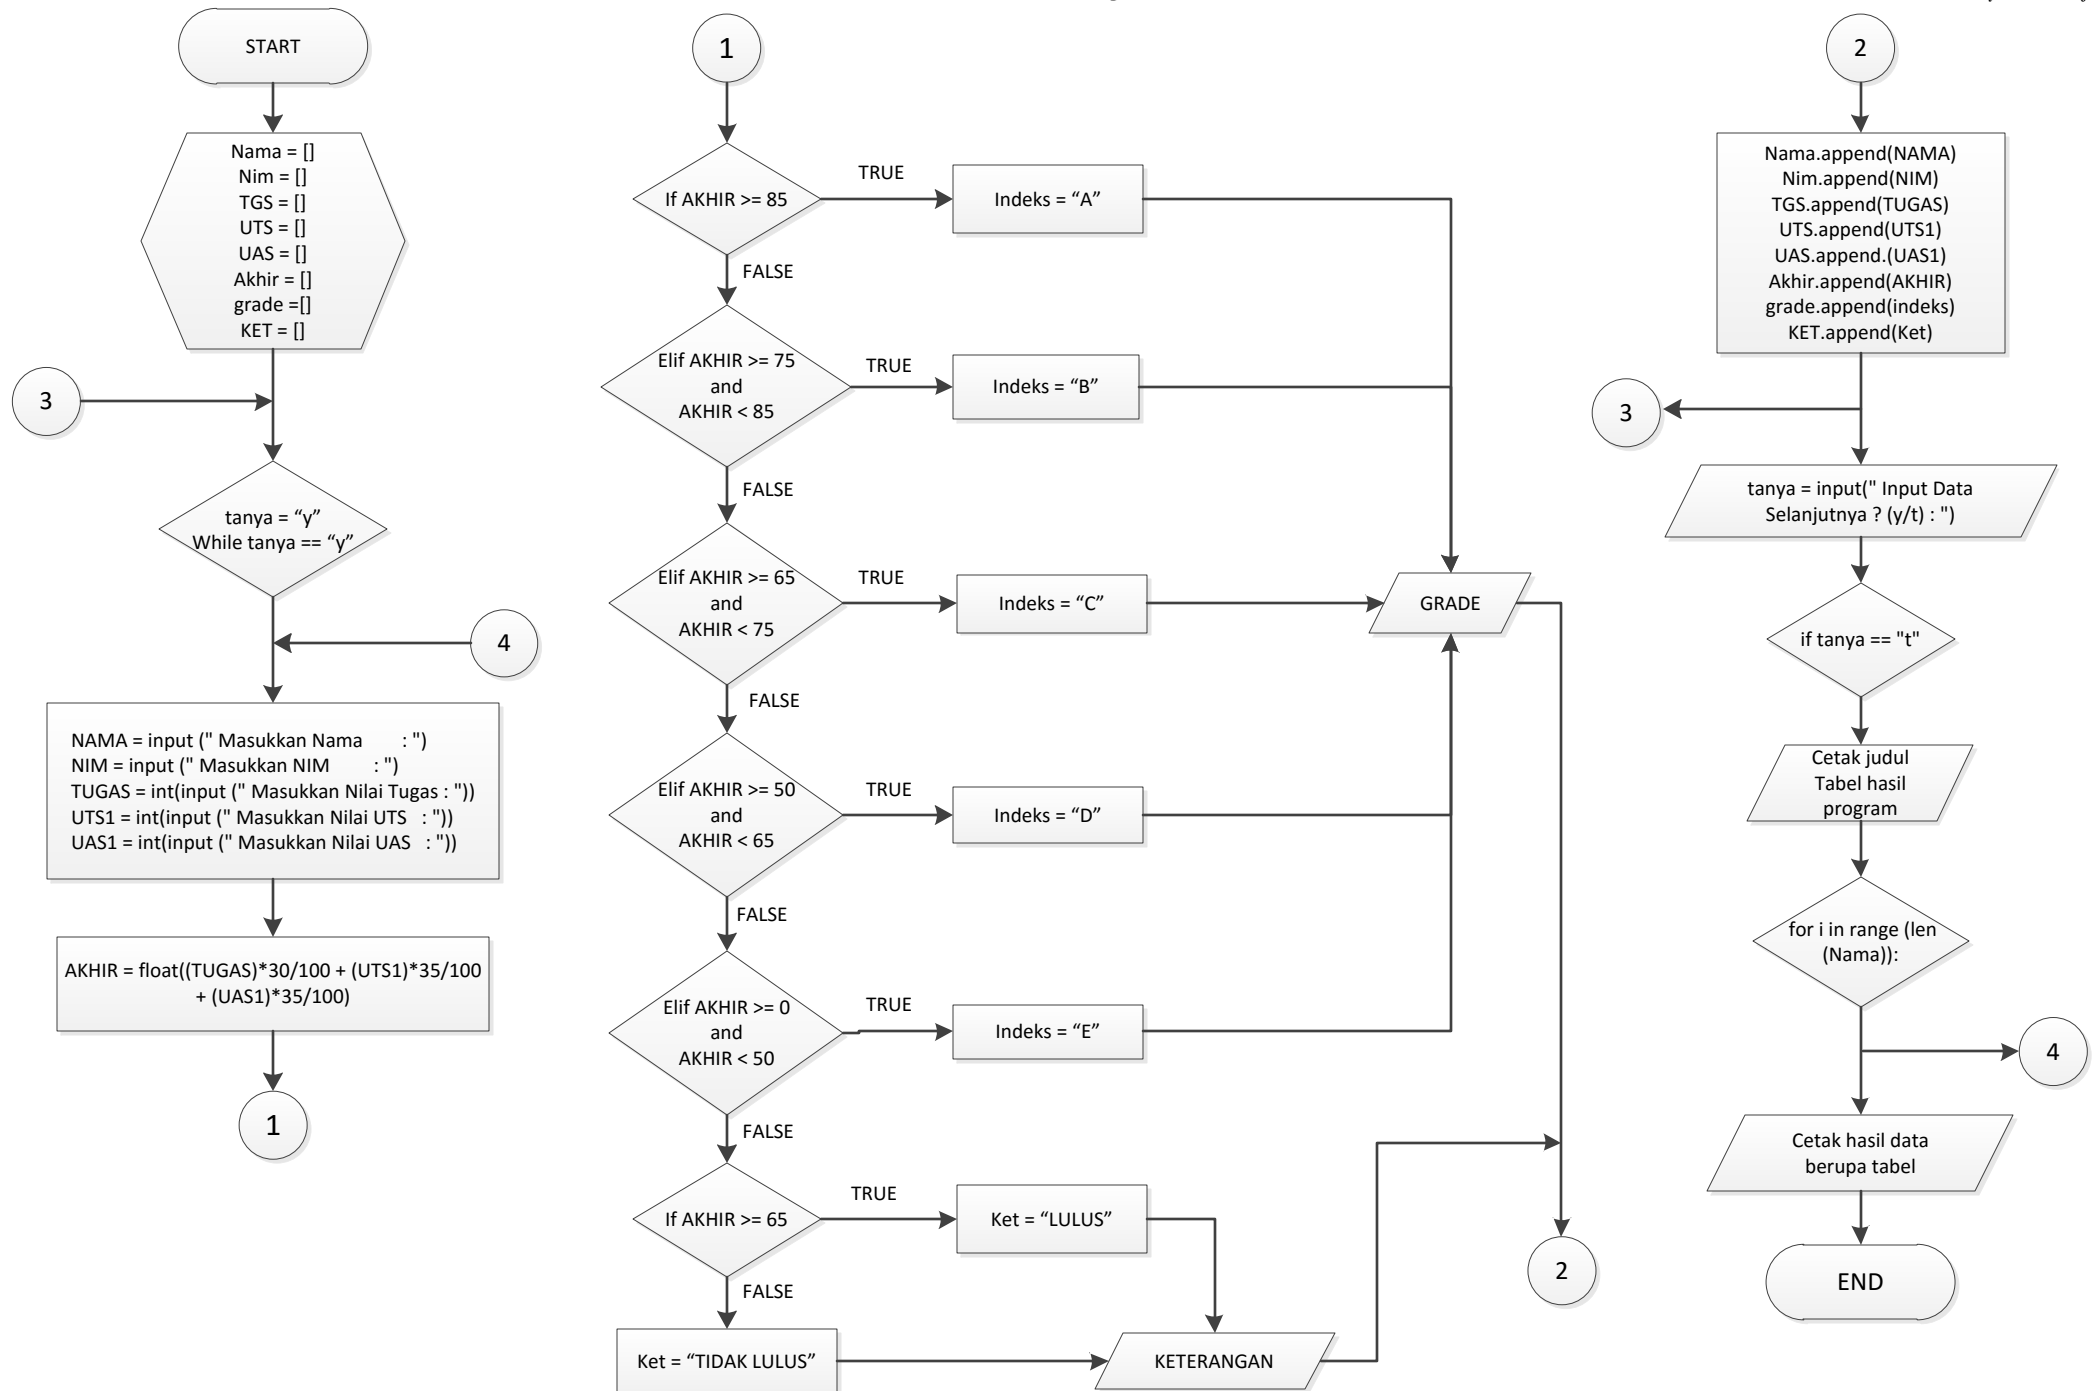 START
Nama = []
Nim = []
TGS = []
UTS = []
UAS = []
Akhir = []
grade =[]
KET = []
3
tanya = “y”
While tanya == “y”
4
NAMA = input (" Masukkan Nama : ")
NIM = input (" Masukkan NIM : ")
TUGAS = int(input (" Masukkan Nilai Tugas : "))
UTS1 = int(input (" Masukkan Nilai UTS : "))
UAS1 = int(input (" Masukkan Nilai UAS : "))
AKHIR = float((TUGAS)*30/100 + (UTS1)*35/100
+ (UAS1)*35/100)
1
1
If AKHIR >= 85
TRUE
Indeks = “A”
FALSE
Elif AKHIR >= 75
and
AKHIR < 85
TRUE
Indeks = “B”
FALSE
Elif AKHIR >= 65
and
AKHIR < 75
TRUE
Indeks = “C”
GRADE
FALSE
Elif AKHIR >= 50
and
AKHIR < 65
TRUE
Indeks = “D”
FALSE
Elif AKHIR >= 0
and
AKHIR < 50
TRUE
Indeks = “E”
FALSE
If AKHIR >= 65
TRUE
Ket = “LULUS”
FALSE
Ket = “TIDAK LULUS”
KETERANGAN
2
2
Nama.append(NAMA)
Nim.append(NIM)
TGS.append(TUGAS)
UTS.append(UTS1)
UAS.append.(UAS1)
Akhir.append(AKHIR)
grade.append(indeks)
KET.append(Ket)
3
tanya = input(" Input Data
Selanjutnya ? (y/t) : ")
if tanya == "t"
Cetak judul
Tabel hasil
program
for i in range (len
(Nama)):
4
Cetak hasil data
berupa tabel
END